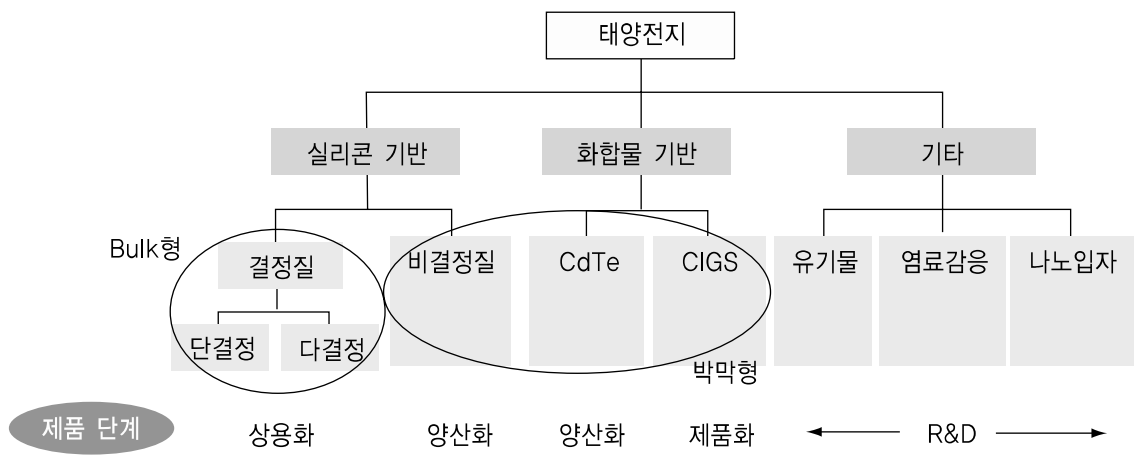 태양전지
실리콘 기반
화합물 기반
기타
Bulk형
결정질
비결정질
CdTe
CIGS
유기물
염료감응
나노입자
단결정
다결정
박막형
제품 단계
상용화
양산화
양산화
제품화
R&D